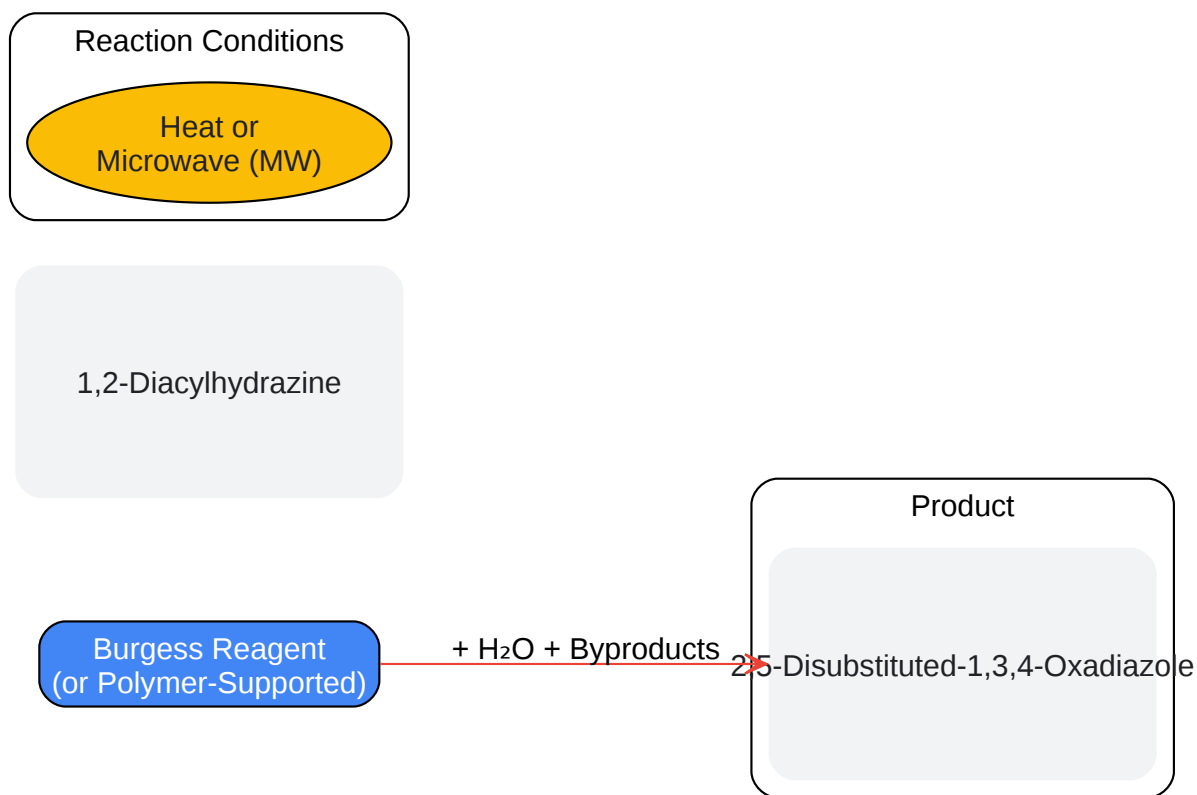 Reaction Conditions
Heat or
Microwave (MW)
1,2-Diacylhydrazine
Product
Burgess Reagent
(or Polymer-Supported)
+ H₂O + Byproducts
2,5-Disubstituted-1,3,4-Oxadiazole